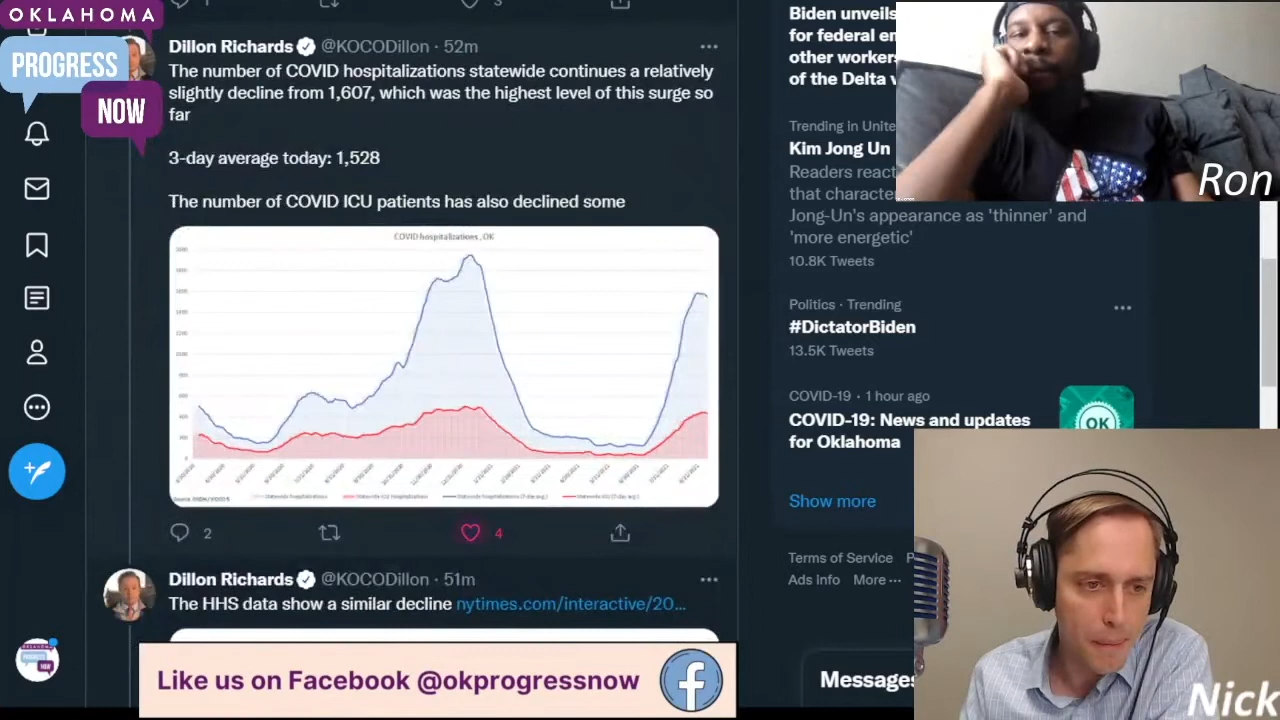 OKLAHOMA
PROGRESS
NOW
3
Dillon Richards @KOCODillon · 52m
The number of COVID hospitalizations statewide continues a relatively
slightly decline from 1,607, which was the highest level of this surge so
far
3-day average today: 1,528
The number of COVID ICU patients has also declined some
COVID hospitalizations, OK
2
4
Dillon Richards @KOCODillon · 51m
The HHS data show a similar decline nytimes.com/interactive/20...
Like us on Facebook @okprogressnow
Biden unveils
for federal
other workers
of the Delta
Trending in
Kim Jong Un
Readers
that
Jong-Un's appearance as 'thinner' and
'more energetic'
10.8K Tweets
Politics · Trending
#DictatorBiden
13.5K Tweets
COVID-19 · 1 hour ago
COVID-19: News and updates
for Oklahoma
OK
Show more
Terms of Service
Ads Info More ···
Messages
Ron
Nick